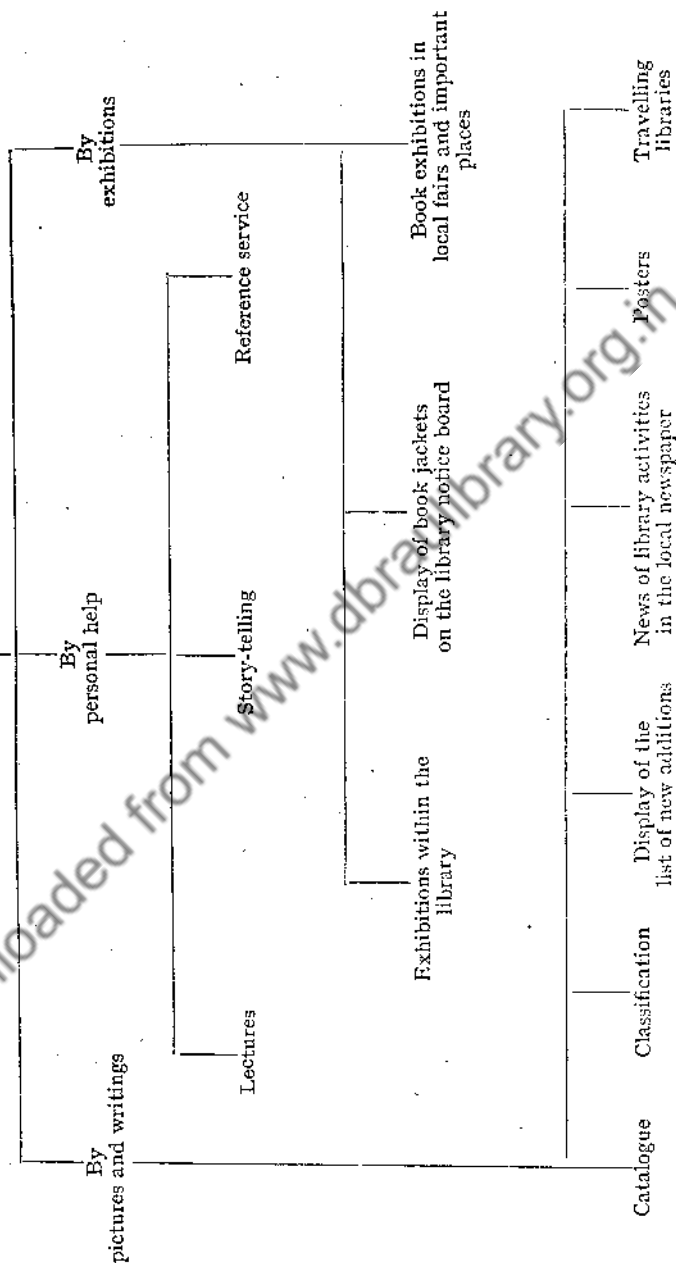 By
pictures and writings
By
personal help
By
exhibitions
Lectures
Story-telling
Reference service
Exhibitions within the
library
Display of book jackets
on the library notice board
Book exhibitions in
local fairs and important
places
Catalogue
Classification
Display of the
list of new additions
News of library activities
in the local newspaper
Posters
Travelling
libraries
from www.dbraulibrary.org.in